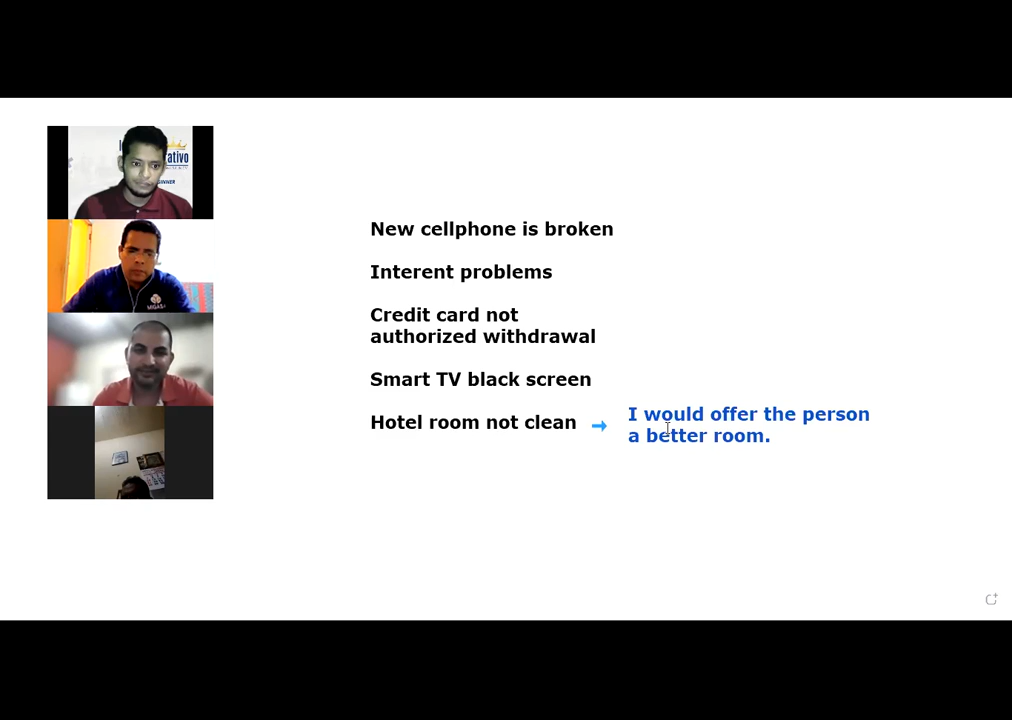 ativo
New cellphone is broken
Interent problems
Credit card not
authorized withdrawal
Smart TV black screen
Hotel room not clean
I would offer the person
a better room.